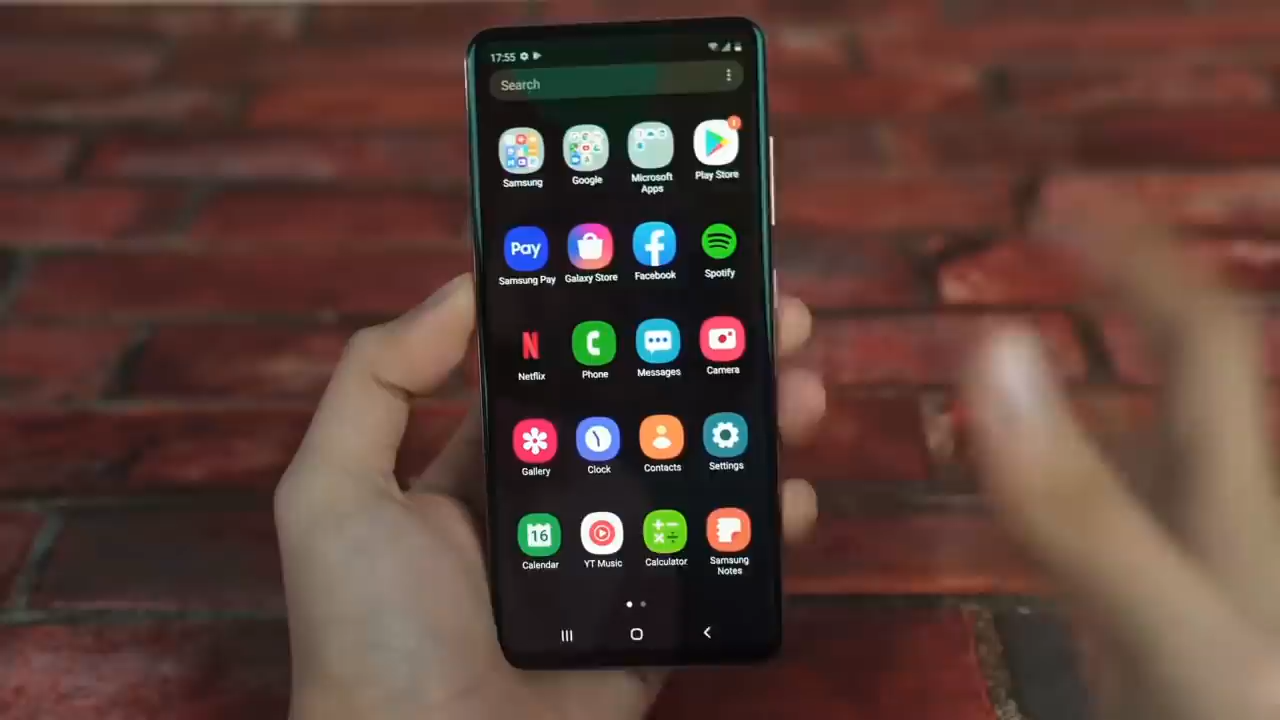 17:55
Search
1
Samsung
Google
Microsoft
Apps
Play Store
Pay
Samsung Pay
Galaxy Store
Facebook
Spotify
N
Netflix
Phone
Messages
Camera
Gallery
Clock
Contacts
Settings
16
Calendar
YT Music
Calculator
Samsung
Notes